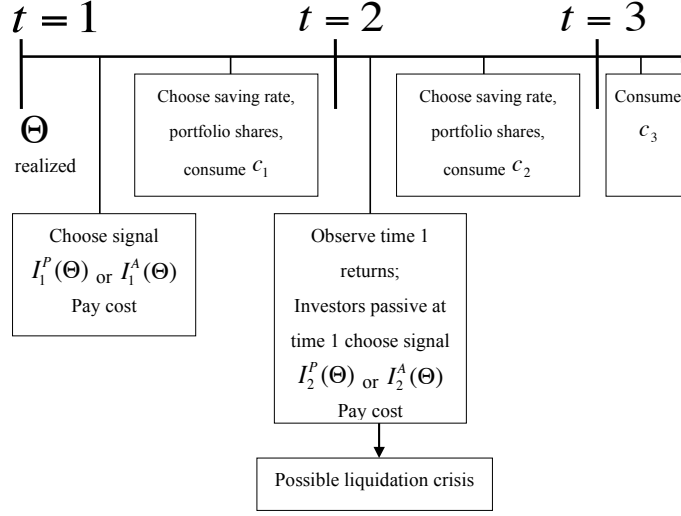 t = 1
t = 2
t = 3
Θ
realized
Choose saving rate,
portfolio shares,
consume c₁
Choose saving rate,
portfolio shares,
consume c₂
Consume
c₃
Choose signal
I₁ᴾ(Θ) or I₁ᴬ(Θ)
Pay cost
Observe time 1
returns;
Investors passive at
time 1 choose signal
I₂ᴾ(Θ) or I₂ᴬ(Θ)
Pay cost
Possible liquidation crisis